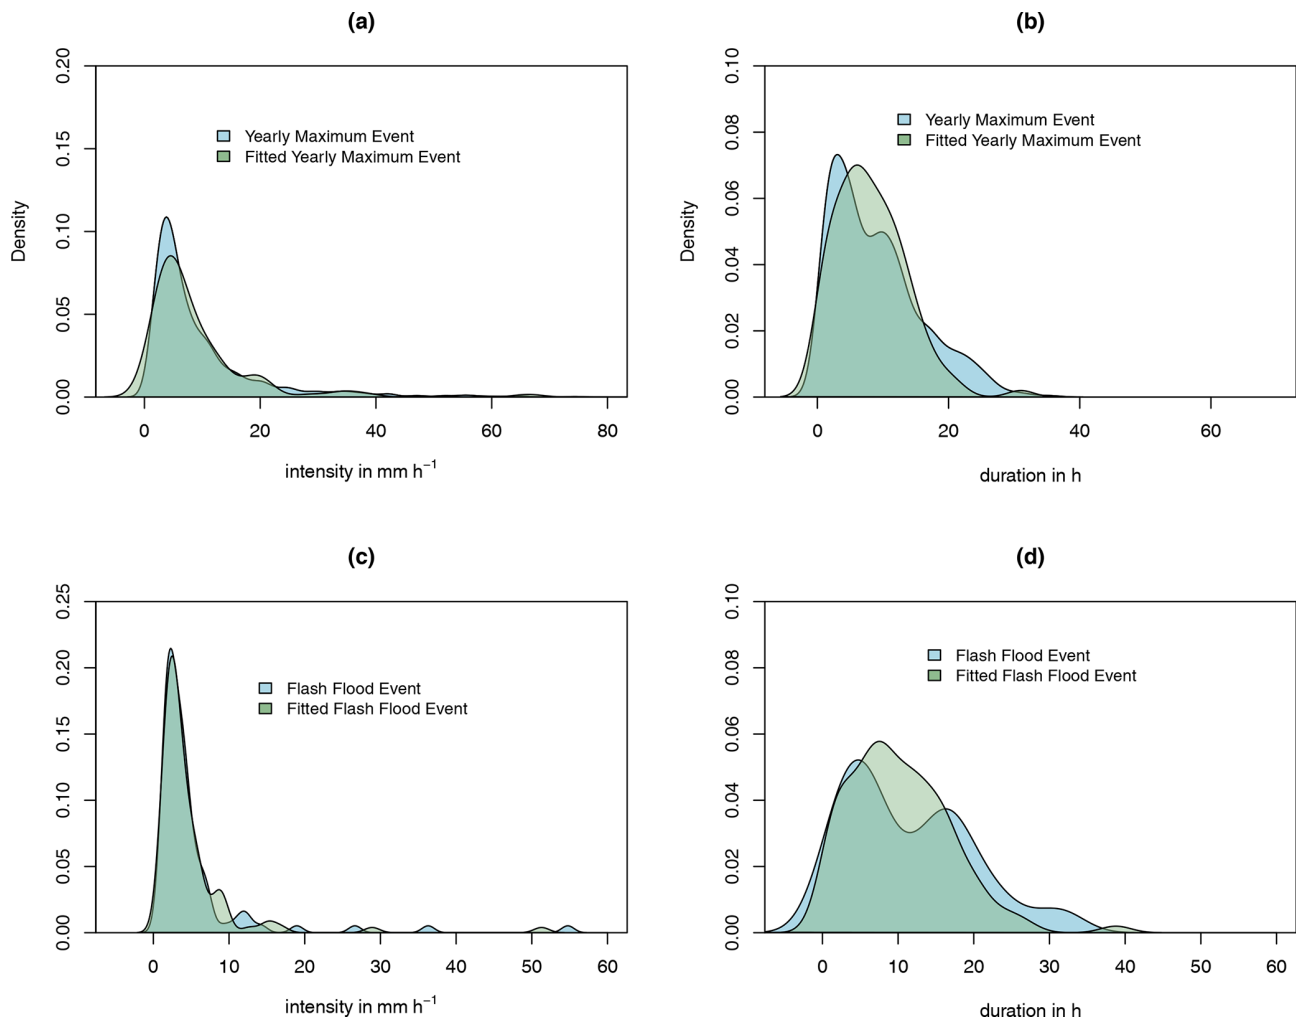 (a)
0.20
0.15
0.10
0.05
0.00
Density
Yearly Maximum Event
Fitted Yearly Maximum Event
0 20 40 60 80
intensity in mm h⁻¹
(b)
0.10
0.08
0.06
0.04
0.02
0.00
Density
Yearly Maximum Event
Fitted Yearly Maximum Event
0 20 40 60
duration in h
(c)
0.25
0.20
0.15
0.10
0.05
0.00
Flash Flood Event
Fitted Flash Flood Event
0 10 20 30 40 50 60
intensity in mm h⁻¹
(d)
0.10
0.08
0.06
0.04
0.02
0.00
Flash Flood Event
Fitted Flash Flood Event
0 10 20 30 40 50 60
duration in h